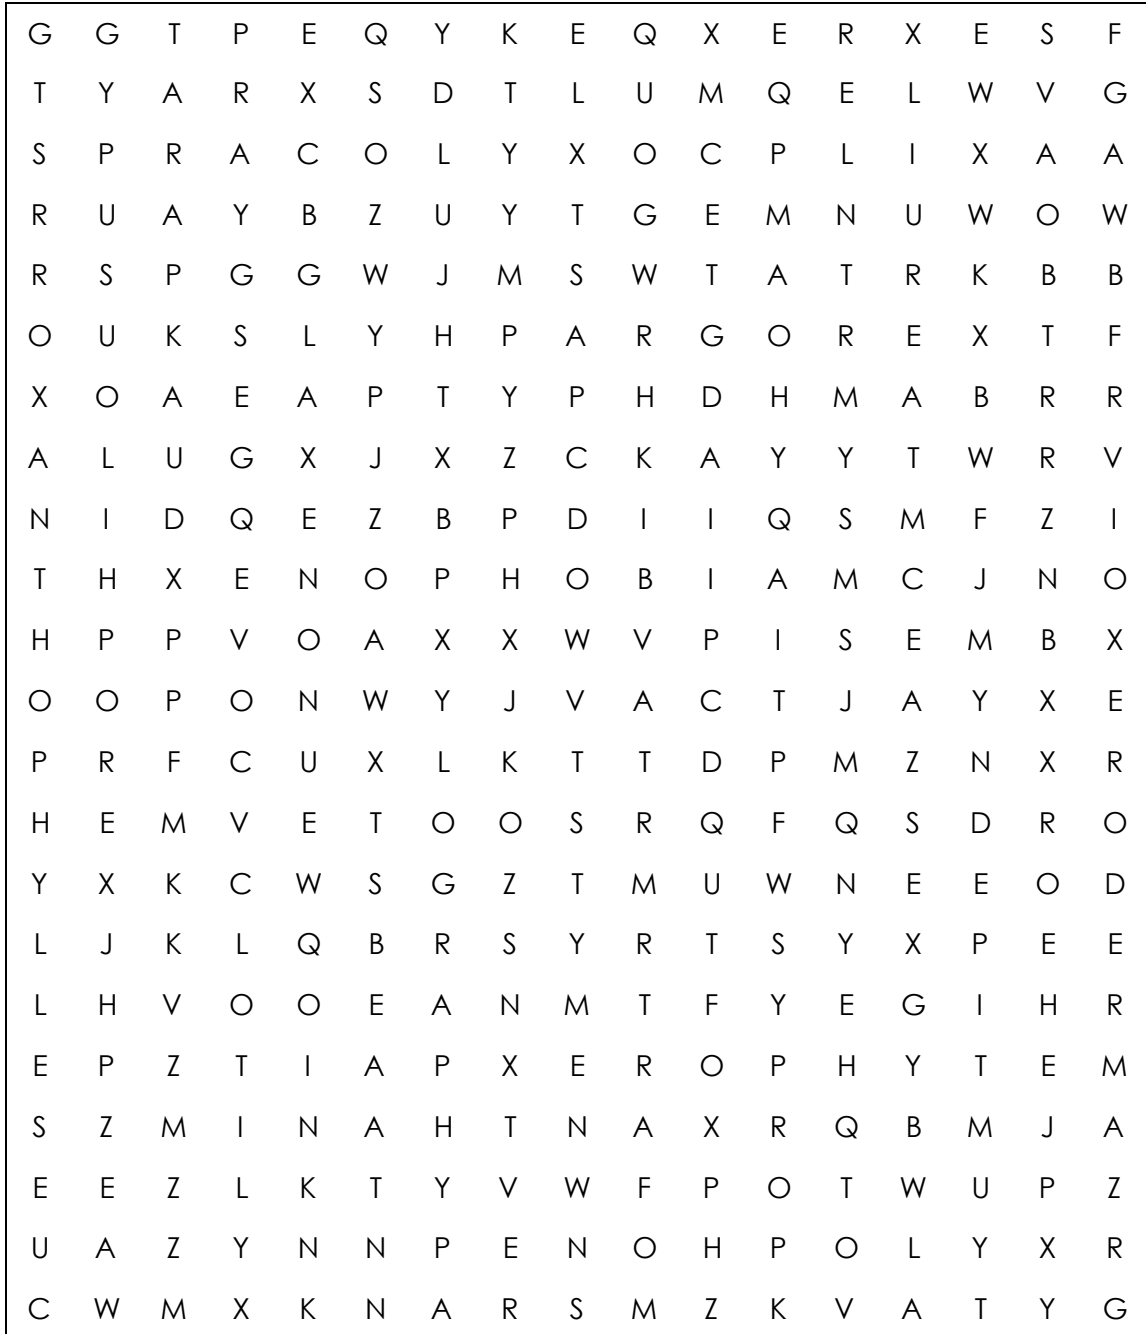 G G T P E Q Y K E Q X E R X E S F
T Y A R X S D T L U M Q E L W V G
S P R A C O L Y X O C P L I X A A
R U A Y B Z U Y T G E M N U W O W
R S P G G W J M S W T A T R K B B
O U K S L Y H P A R G O R E X T F
X O A E A P T Y P H D H M A B R R
A L U G X J X Z C K A Y Y T W R V
N I D Q E Z B P D I I Q S M F Z I
T H X E N O P H O B I A M C J N O
H P P V O A X X W V P I S E M B X
O O P O N W Y J V A C T J A Y X E
P R F C U X L K T T D P M Z N X R
H E M V E T O O S R Q F Q S D R O
Y X K C W S G Z T M U W N E E O D
L J K L Q B R S Y R T S Y X P E E
L H V O O E A N M T F Y E G I H R
E P Z T I A P X E R O P H Y T E M
S Z M I N A H T N A X R Q B M J A
E E Z L K T Y V W F P O T W U P Z
U A Z Y N N P E N O H P O L Y X R
C W M X K N A R S M Z K V A T Y G